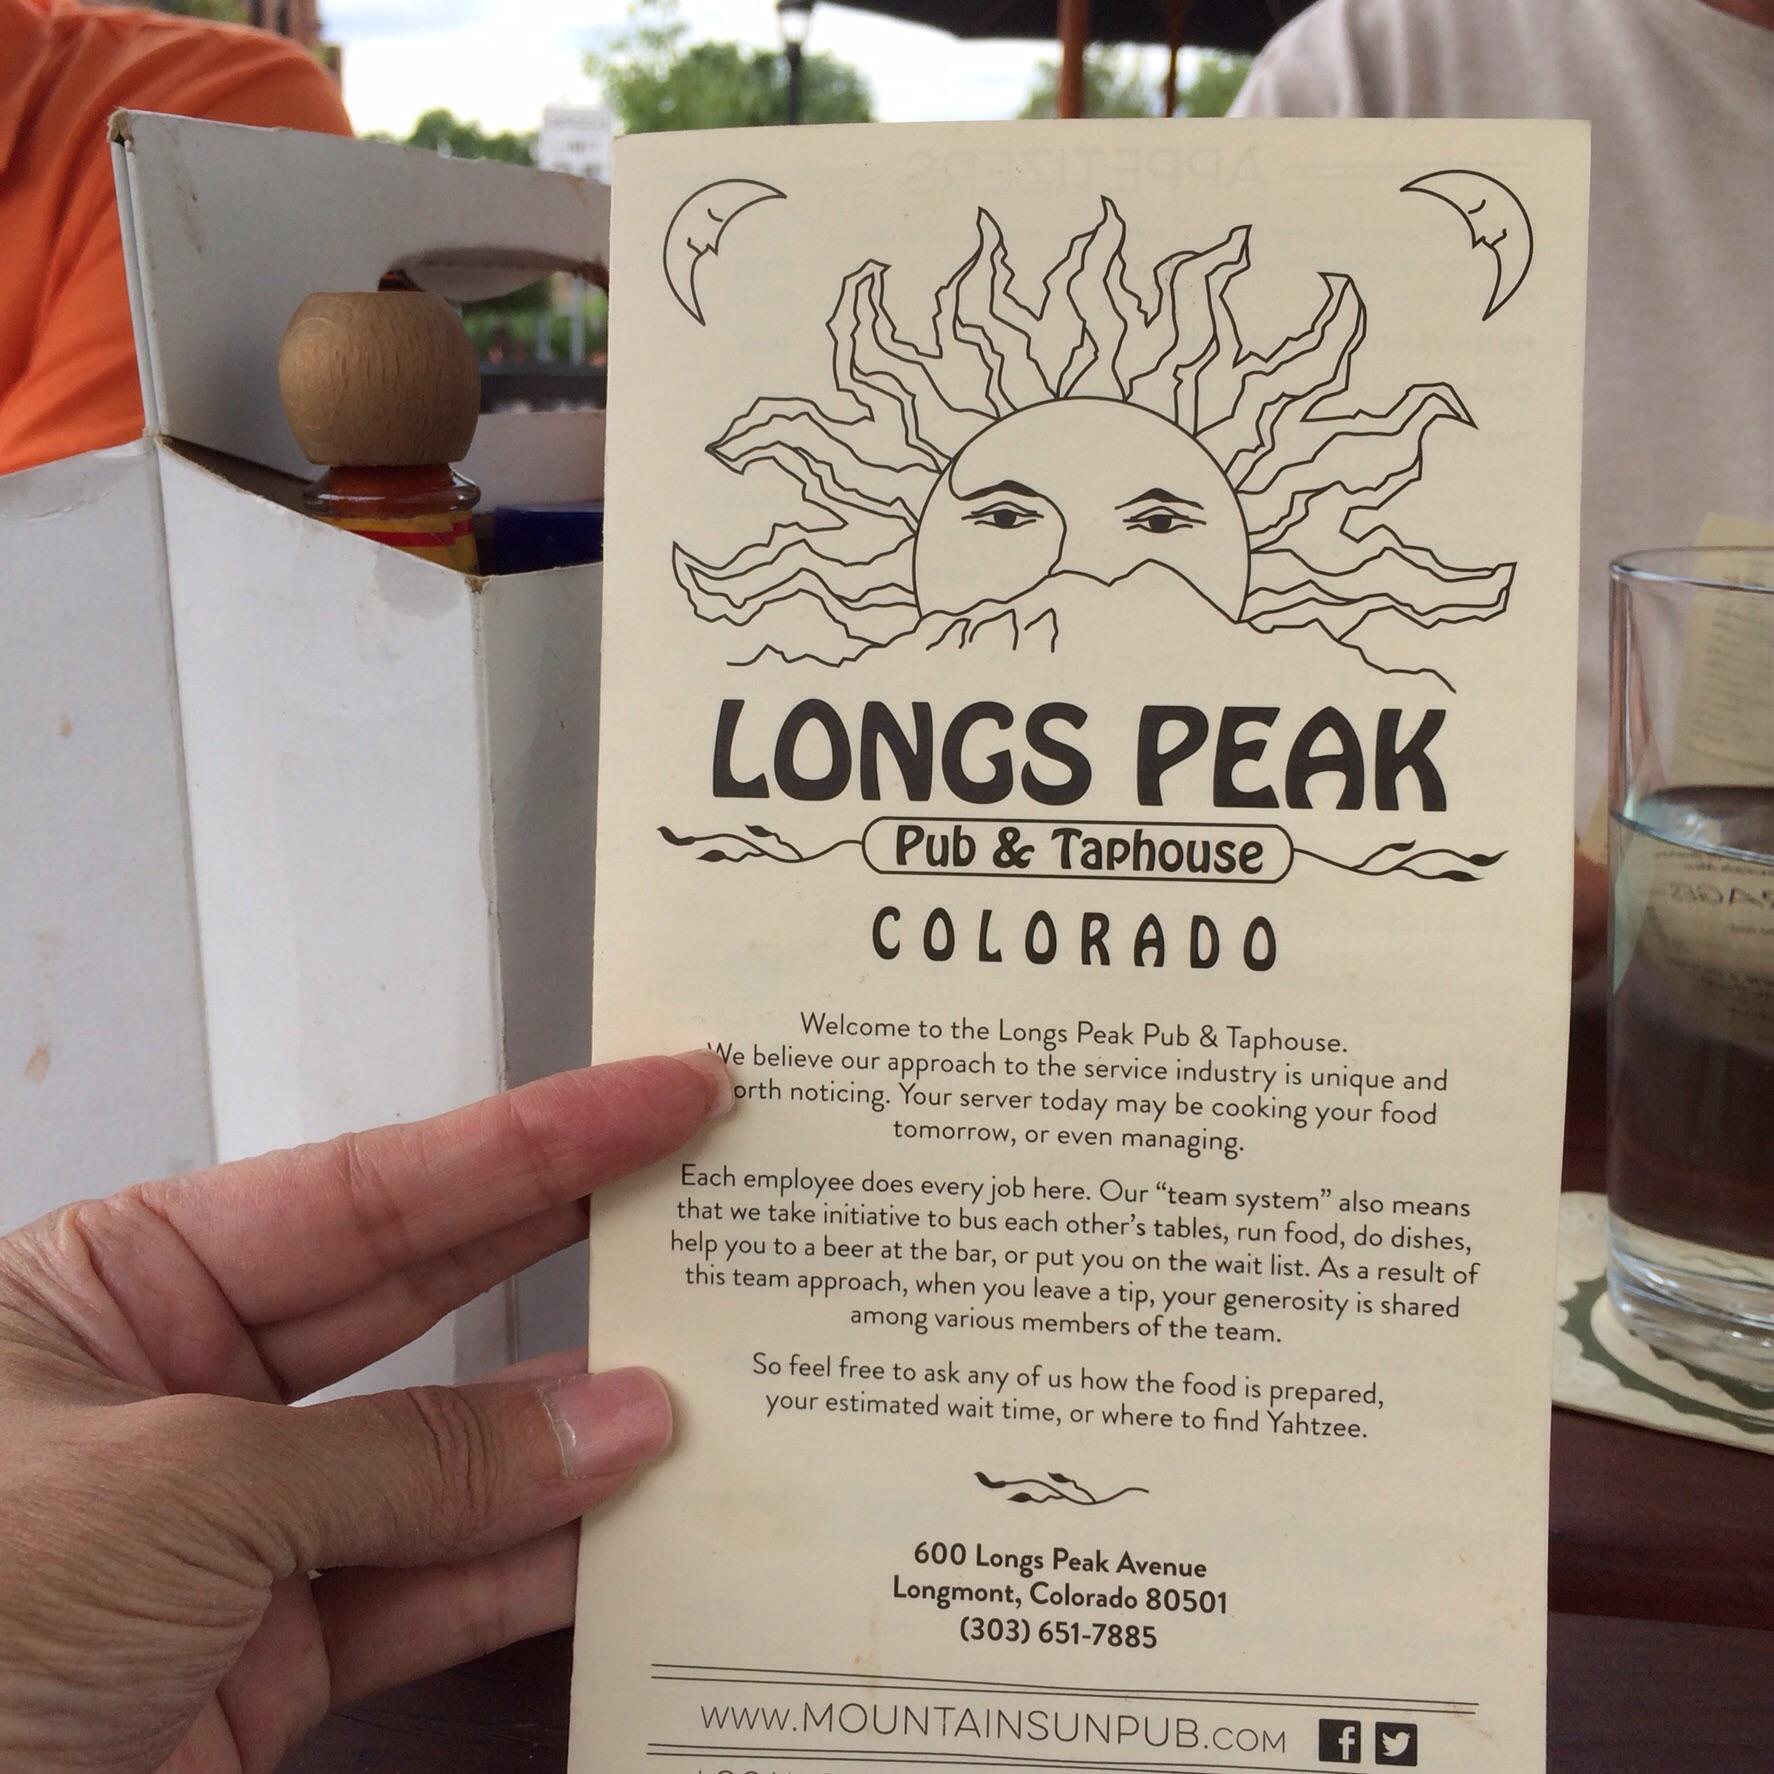 LONGS PEAK
Pub & Taphouse
COLORADO
Welcome to the Longs Peak Pub & Taphouse.
We believe our approach to the service industry is unique and
orth noticing. Your server today may be cooking your food
tomorrow, or even managing.
Each employee does every job here. Our “team system” also means
that we take initiative to bus each other's tables, run food, do dishes,
help you to a beer at the bar, or put you on the wait list. As a result of
this team approach, when you leave a tip, your generosity is shared
among various members of the team.
So feel free to ask any of us how the food is prepared,
your estimated wait time, or where to find Yahtzee.
600 Longs Peak Avenue
Longmont, Colorado 80501
(303) 651-7885
www.MOUNTAINSUNPUB.COM f
APPETIZERS